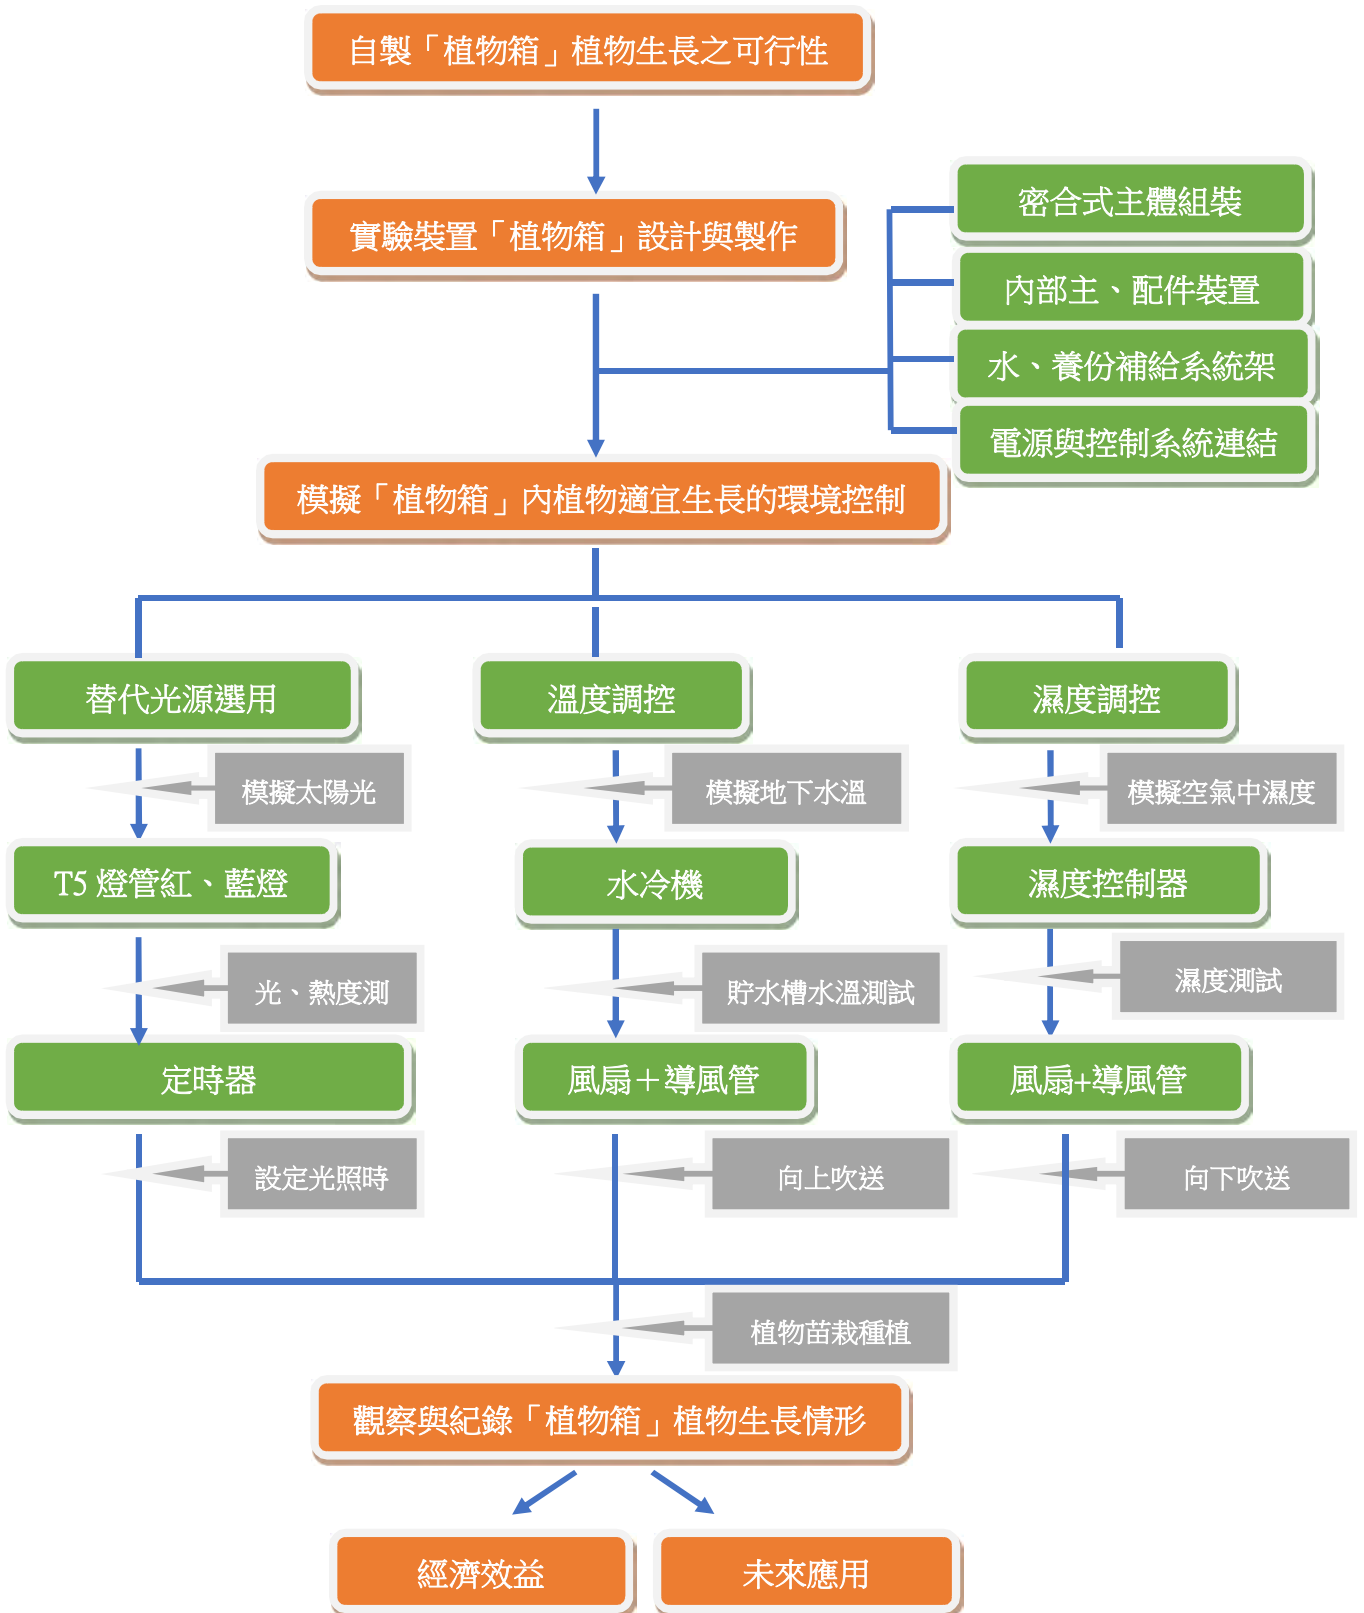 自製「植物箱」植物生長之可行性
實驗裝置「植物箱」設計與製作
密合式主體組裝
內部主、配件裝置
水、養份補給系統架
電源與控制系統連結
模擬「植物箱」內植物適宜生長的環境控制
替代光源選用
溫度調控
濕度調控
模擬太陽光
模擬地下水溫
模擬空氣中濕度
T5 燈管紅、藍燈
水冷機
濕度控制器
光、熱度測
貯水槽水溫測試
濕度測試
定時器
風扇＋導風管
風扇+導風管
設定光照時
向上吹送
向下吹送
植物苗栽種植
觀察與紀錄「植物箱」植物生長情形
經濟效益
未來應用